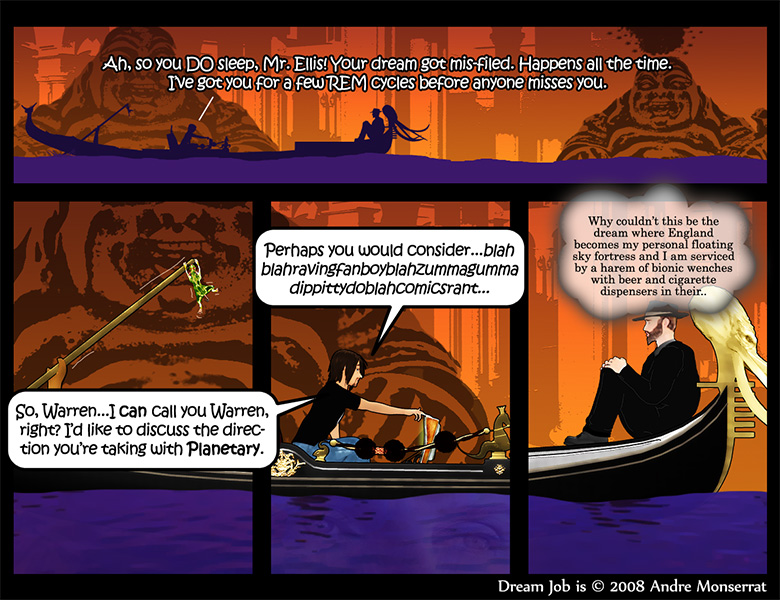 Ah, so you DO sleep, Mr. Ellis! Your dream got mis-filed. Happens all the time.
I've got you for a few REM cycles before anyone misses you.
So, Warren...I can call you Warren,
right? I'd like to discuss the direc-
tion you're taking with Planetary.
Perhaps you would consider...blah
blahravingfanboyblahzummagumma
dippittydoblahcomicsrant...
Why couldn't this be the
dream where England
becomes my personal floating
sky fortress and I am serviced
by a harem of bionic wenches
with beer and cigarette
dispensers in their..
Dream Job is © 2008 Andre Monserrat